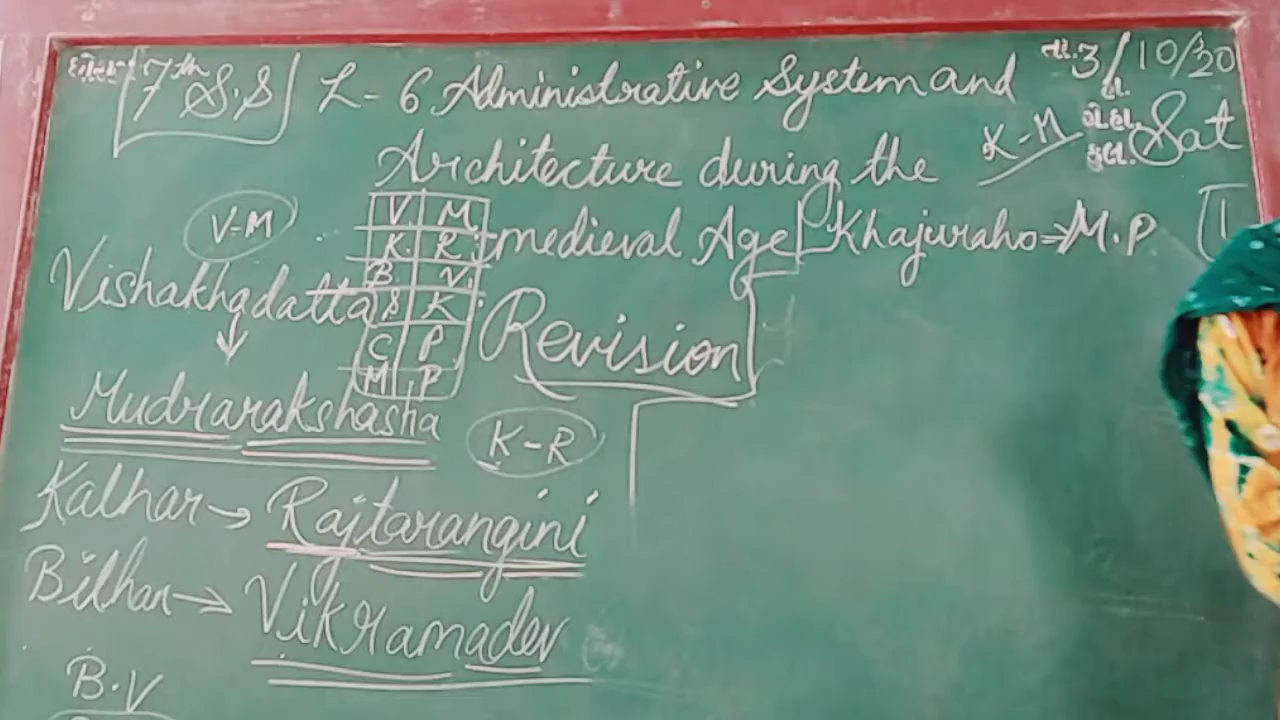 7th S.S L-6 Administrative System and
તા. 3/10/20
Architecture during the K-M Sat
medieval Age Khajuraho⇒M.P
V-M
V M
K R
B V
S K
C P
M P
Vishakhadatta
↓
Mudrarakshasha
Revision
K-R
Kalhar→Rajtarangini
Bilhan→Vikramadev
B.V